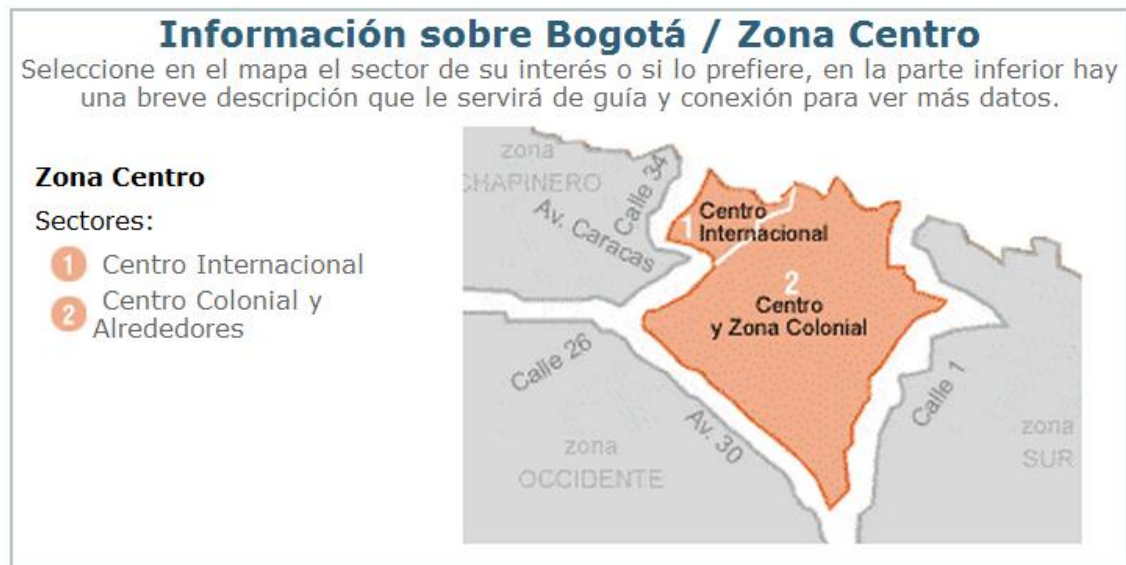 Información sobre Bogotá / Zona Centro
Seleccione en el mapa el sector de su interés o si lo prefiere, en la parte inferior hay
una breve descripción que le servirá de guía y conexión para ver más datos.
Zona Centro
Sectores:
1 Centro Internacional
2 Centro Colonial y
Alrededores
zona
CHAPINERO
Calle 34
Av. Caracas
1 Centro
Internacional
2
Centro
y Zona Colonial
Calle 26
Av. 30
Calle 1
zona
OCCIDENTE
zona
SUR